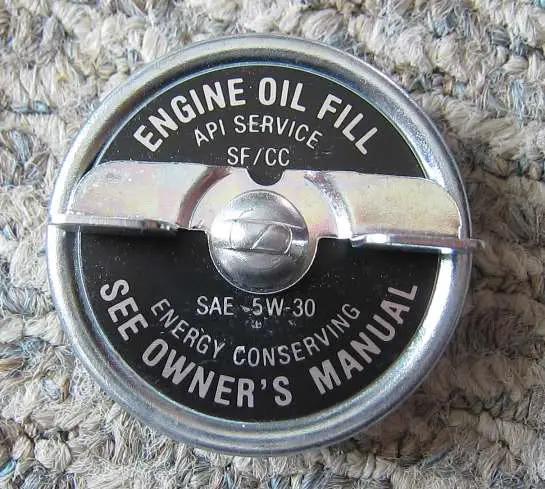 ENGINE OIL FILL
API SERVICE
SF/CC
SAE 5W-30
ENERGY CONSERVING
SEE OWNER'S MANUAL